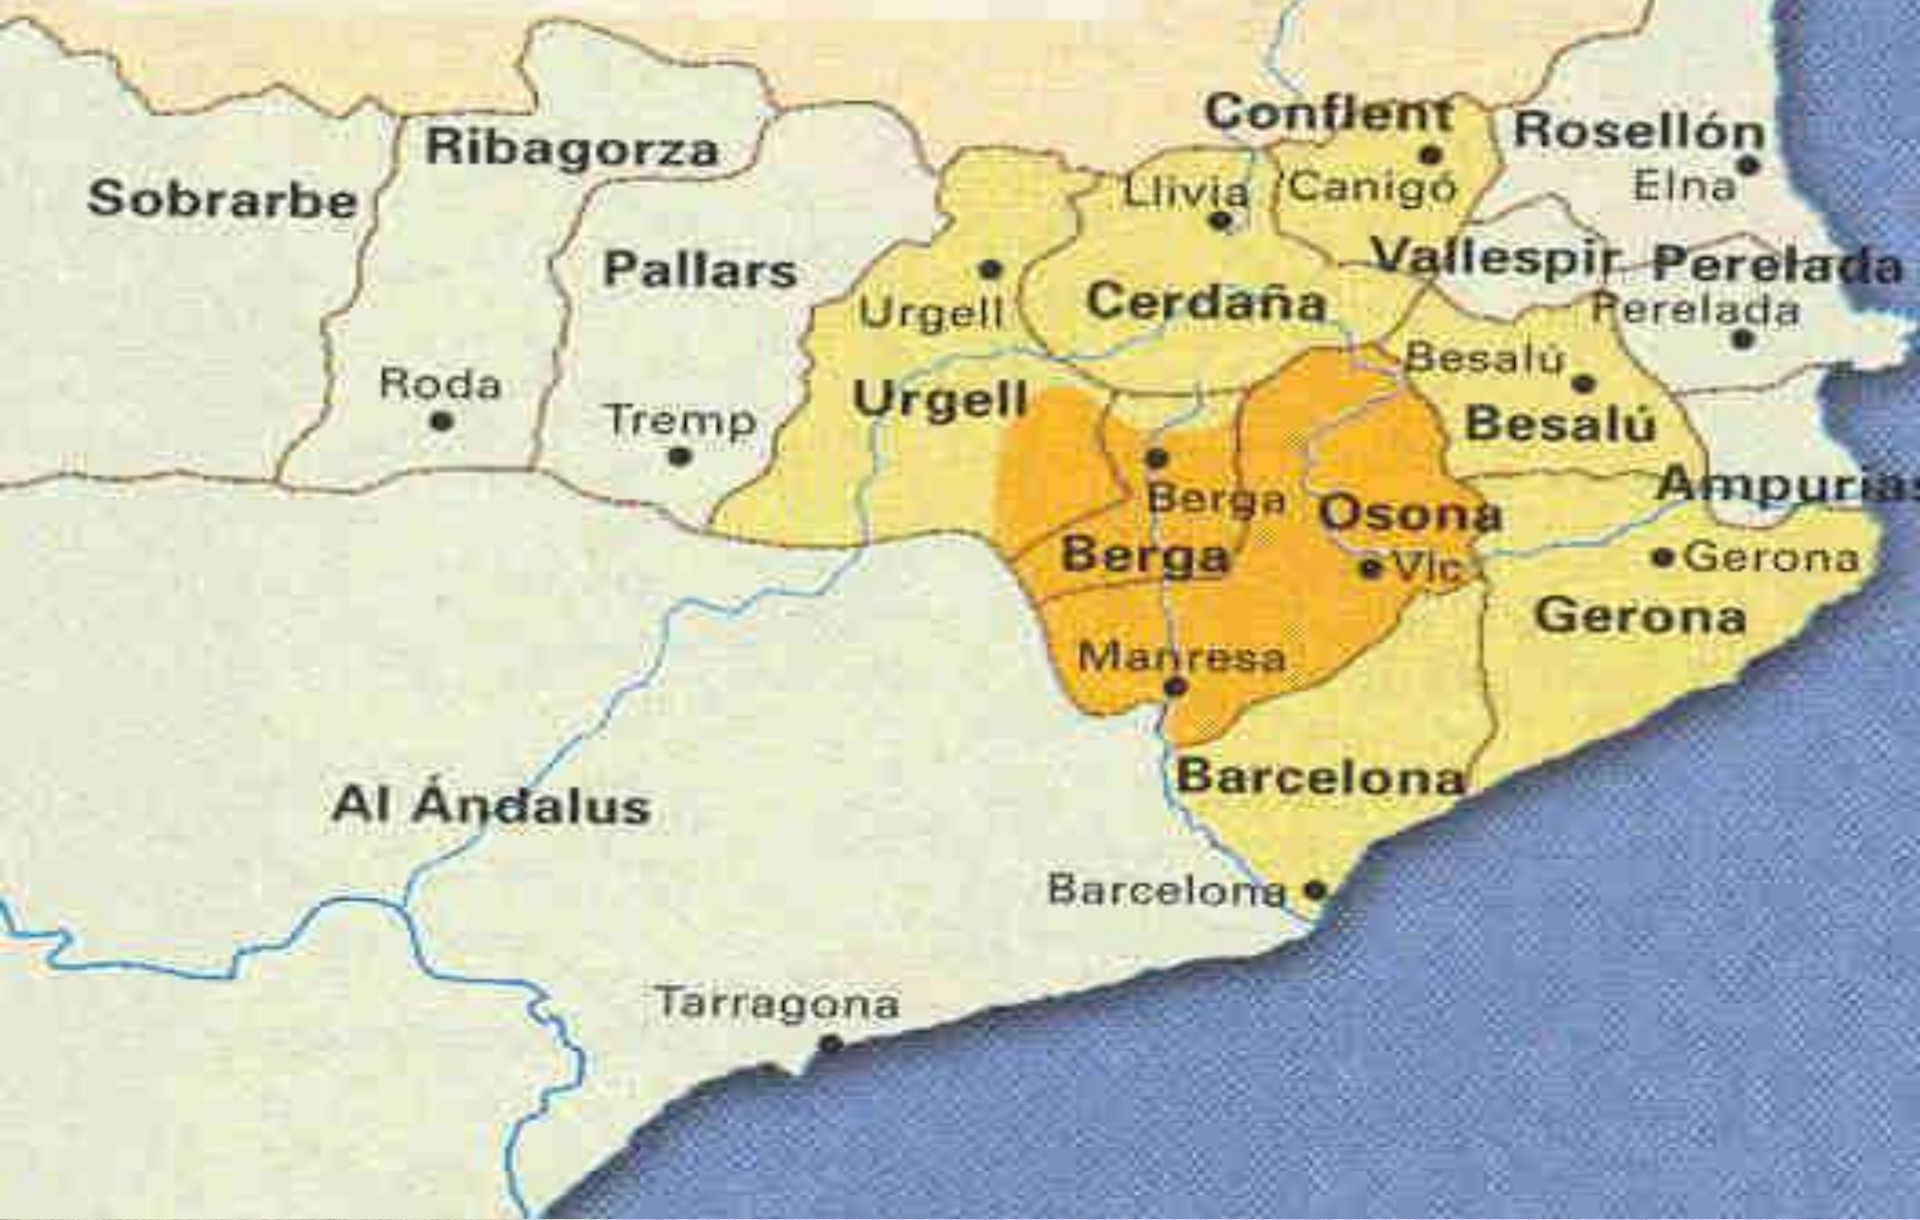 Conflent
Rosellón
Ribagorza
Sobrarbe
Llivia
Canigó
Elna
Pallars
Vallespir
Perelada
Urgell
Cerdaña
Perelada
Roda
Besalú
Urgell
Tremp
Besalú
Berga
Osona
Ampurias
Berga
Vic
Gerona
Gerona
Manresa
Barcelona
Al Ándalus
Barcelona
Tarragona